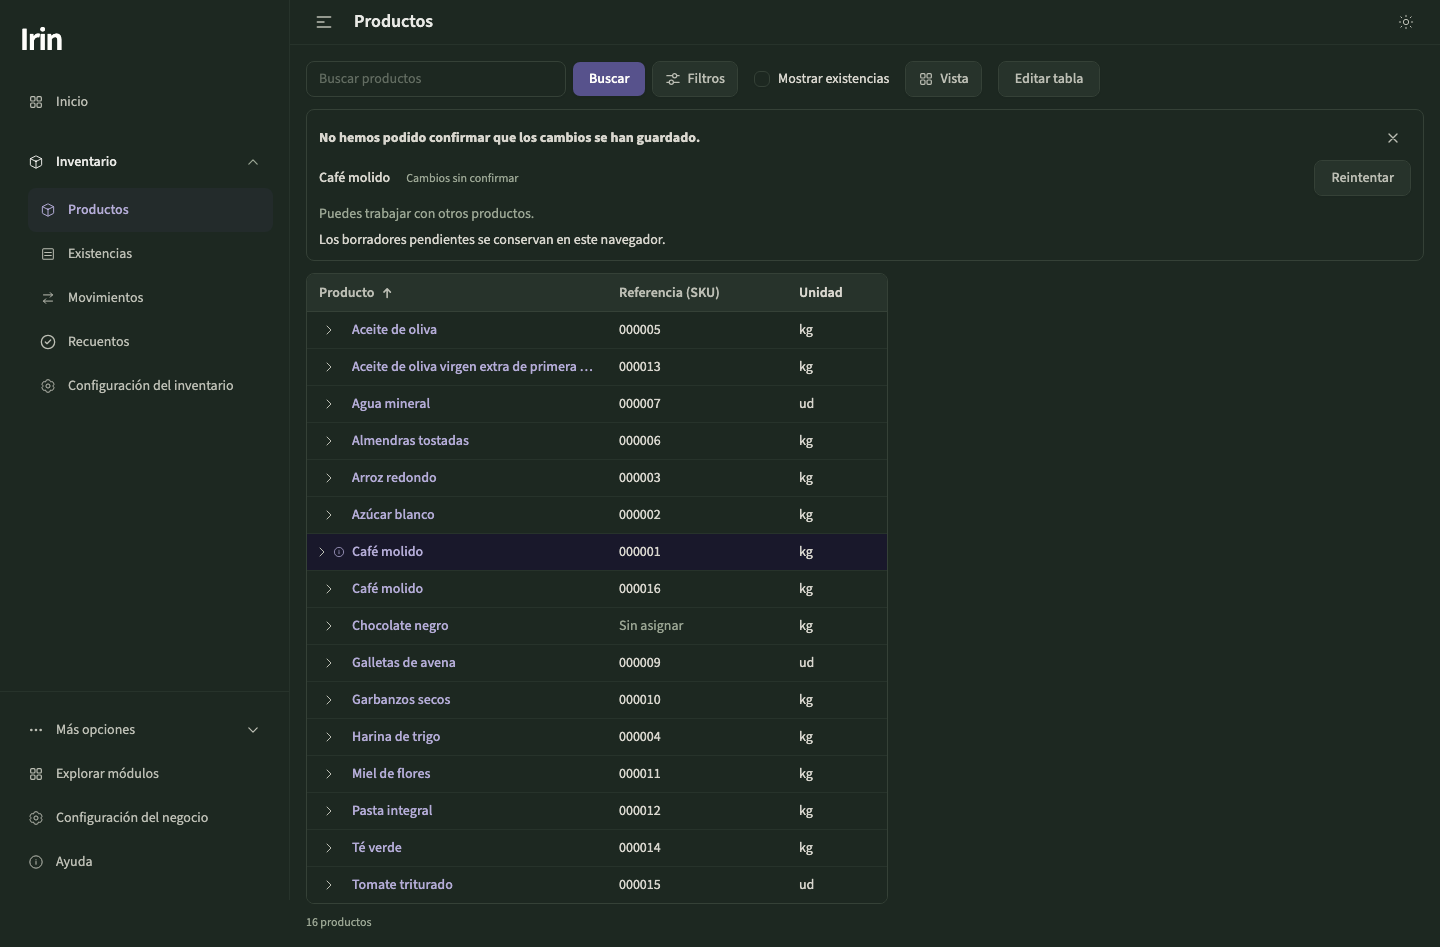 Irin
Inicio
Inventario
Productos
Existencias
Movimientos
Recuentos
Configuración del inventario
Más opciones
Explorar módulos
Configuración del negocio
Ayuda
Productos
Buscar productos Buscar Filtros Mostrar existencias Vista Editar tabla
No hemos podido confirmar que los cambios se han guardado.
Café molido Cambios sin confirmar Reintentar
Puedes trabajar con otros productos.
Los borradores pendientes se conservan en este navegador.
Producto Referencia (SKU) Unidad
Aceite de oliva 000005 kg
Aceite de oliva virgen extra de primera ... 000013 kg
Agua mineral 000007 ud
Almendras tostadas 000006 kg
Arroz redondo 000003 kg
Azúcar blanco 000002 kg
Café molido 000001 kg
Café molido 000016 kg
Chocolate negro Sin asignar kg
Galletas de avena 000009 ud
Garbanzos secos 000010 kg
Harina de trigo 000004 kg
Miel de flores 000011 kg
Pasta integral 000012 kg
Té verde 000014 kg
Tomate triturado 000015 ud
16 productos